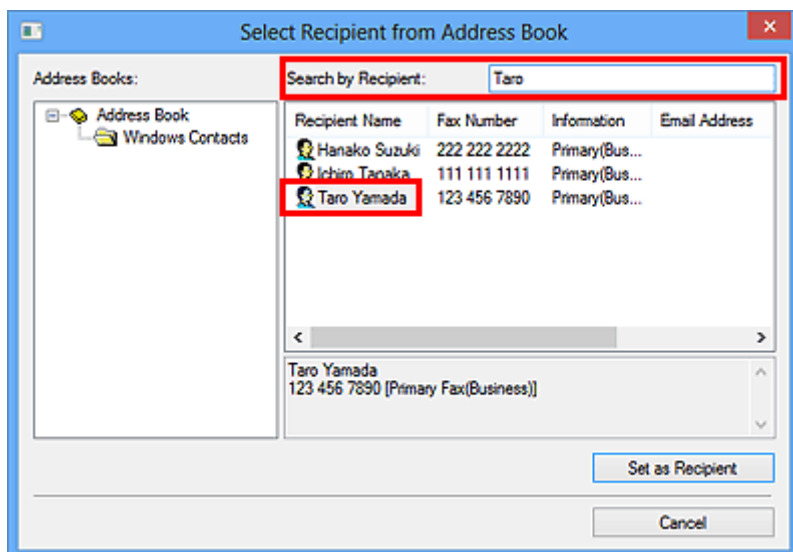 Select Recipient from Address Book
Address Books:
Search by Recipient: Taro
Address Book
Windows Contacts
Recipient Name Fax Number Information Email Address
Hanako Suzuki 222 222 2222 Primary(Bus...
Ichiro Tanaka 111 111 1111 Primary(Bus...
Taro Yamada 123 456 7890 Primary(Bus...
Taro Yamada
123 456 7890 [Primary Fax(Business)]
Set as Recipient
Cancel